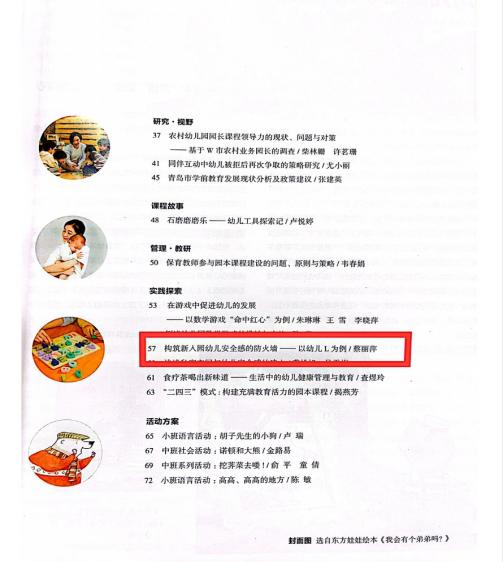 研究·视野
37 农村幼儿园园长课程领导力的现状、问题与对策
——基于W市农村业务园长的调查/柴林姗 许茗珊
41 同伴互动中幼儿被拒后再次争取的策略研究/尤小丽
45 青岛市学前教育发展现状分析及政策建议/张建英
课程故事
48 石磨磨磨乐——幼儿工具探索记/卢悦婷
管理·教研
50 保育教师参与园本课程建设的问题、原则与策略/韦春娟
实践探索
53 在游戏中促进幼儿的发展
——以数学游戏“命中红心”为例/朱琳琳 王雪 李晓萍
57 构筑新入园幼儿安全感的防火墙——以幼儿L为例/蔡丽萍
61 食疗茶喝出新味道——生活中的幼儿健康管理与教育/查煜玲
63 “二四三”模式:构建充满教育活力的园本课程/揭燕芳
活动方案
65 小班语言活动:胡子先生的小狗/卢瑞
67 中班社会活动:诺顿和大熊/金路易
69 中班系列活动:挖荠菜去喽!/俞平 童倩
72 小班语言活动:高高、高高的地方/陈敏
封面图 选自东方娃娃绘本《我会有个弟弟吗?》